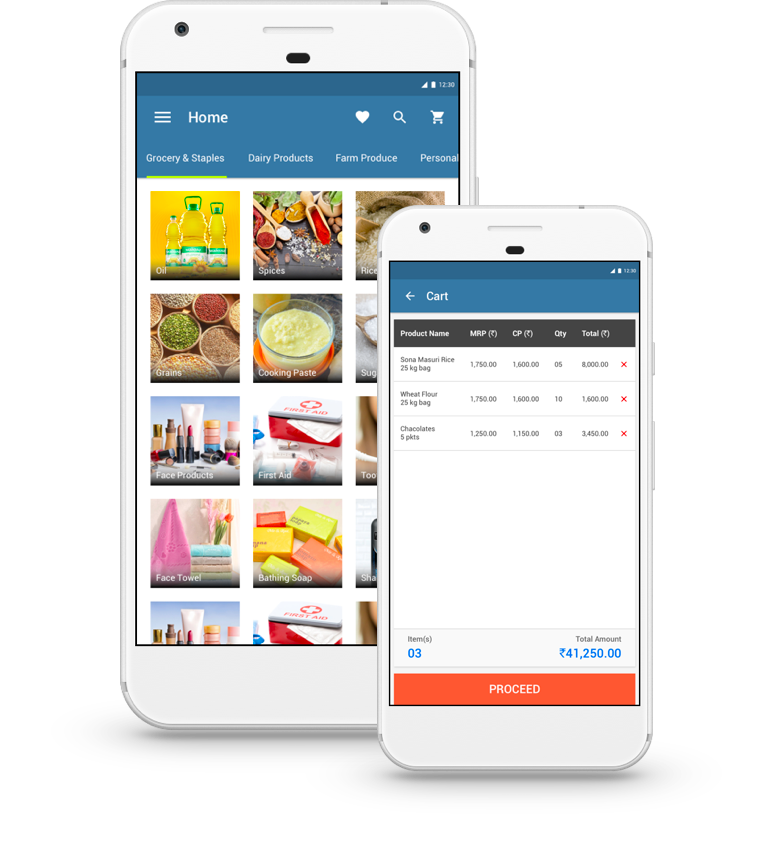 12:30
Home
Grocery & Staples Dairy Products Farm Produce Personal
Oil Spices Rice
Grains Cooking Paste Sug
FIRST AID
Face Products First Aid Too
Face Towel Bathing Soap Sha
FIRST AID
12:30
Cart
Product Name MRP (₹) CP (₹) Qty Total (₹)
Sona Masuri Rice
25 kg bag 1,750.00 1,600.00 05 8,000.00 ×
Wheat Flour
25 kg bag 1,750.00 1,600.00 10 1,600.00 ×
Chacolates
5 pkts 1,250.00 1,150.00 03 3,450.00 ×
Item(s) Total Amount
03 ₹41,250.00
PROCEED